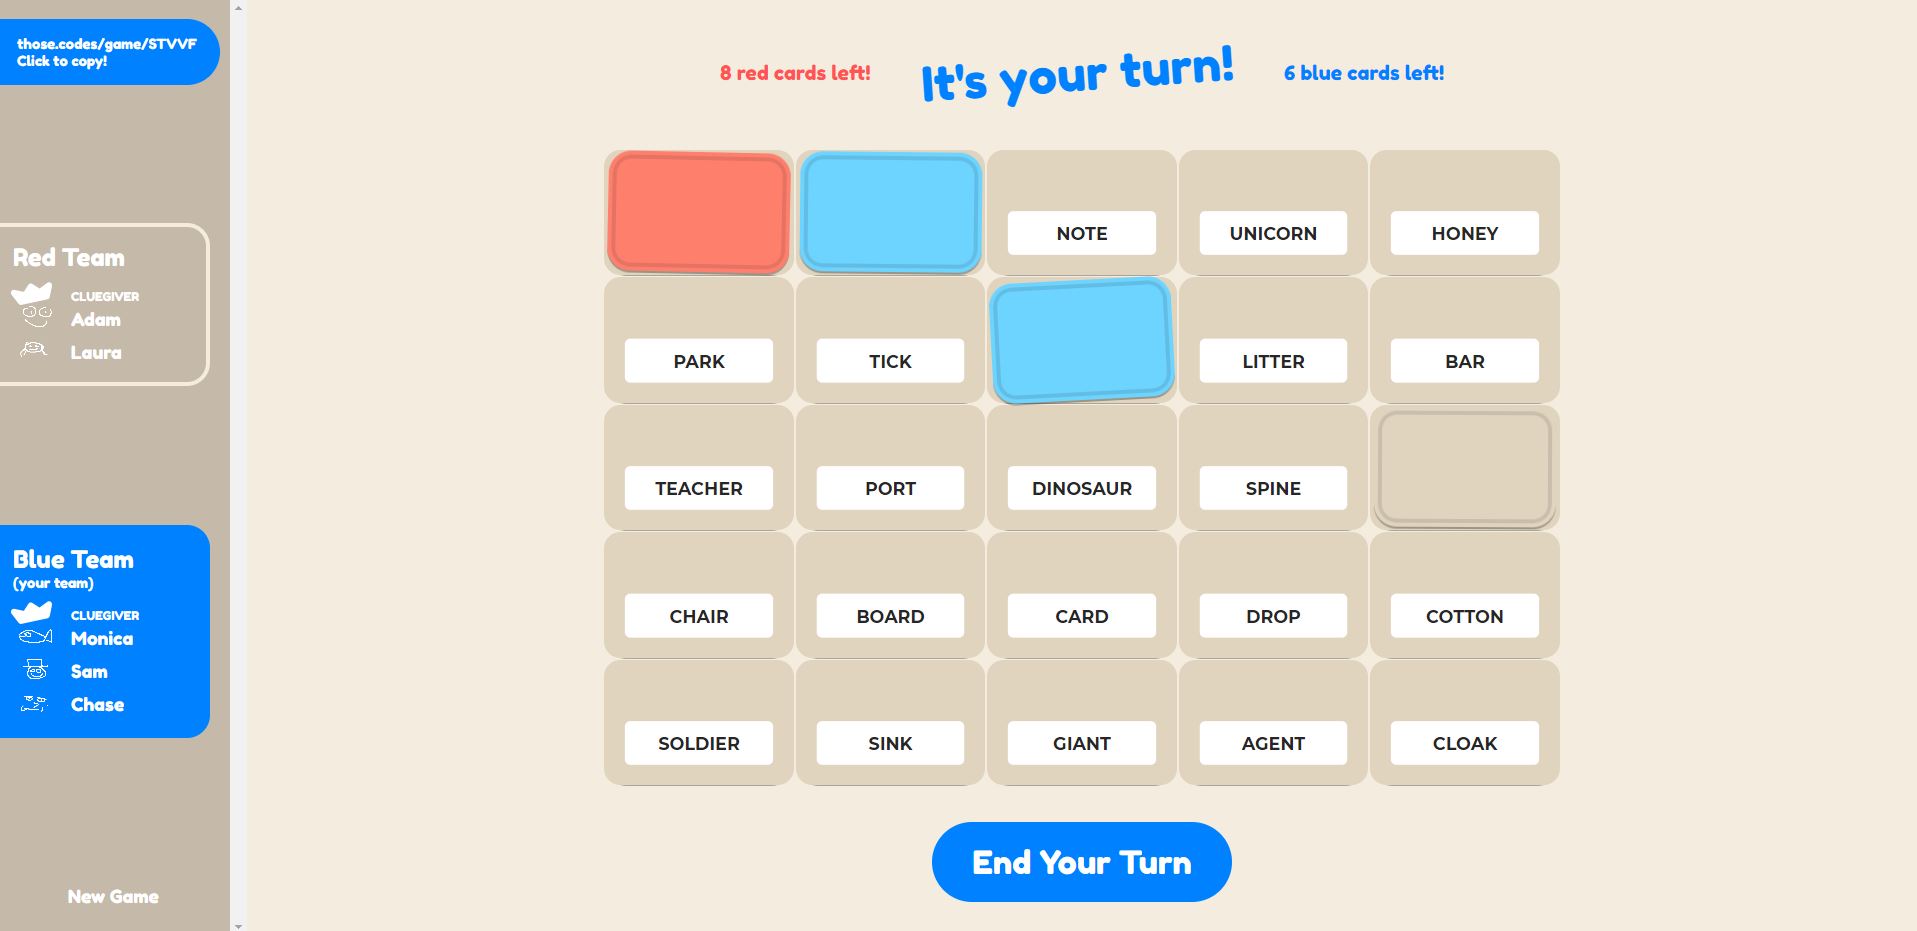 those.codes/game/STVVF
Click to copy!
Red Team
CLUEGIVER
Adam
Laura
Blue Team
(your team)
CLUEGIVER
Monica
Sam
Chase
New Game
8 red cards left!
It's your turn!
6 blue cards left!
NOTE
UNICORN
HONEY
PARK
TICK
LITTER
BAR
TEACHER
PORT
DINOSAUR
SPINE
CHAIR
BOARD
CARD
DROP
COTTON
SOLDIER
SINK
GIANT
AGENT
CLOAK
End Your Turn